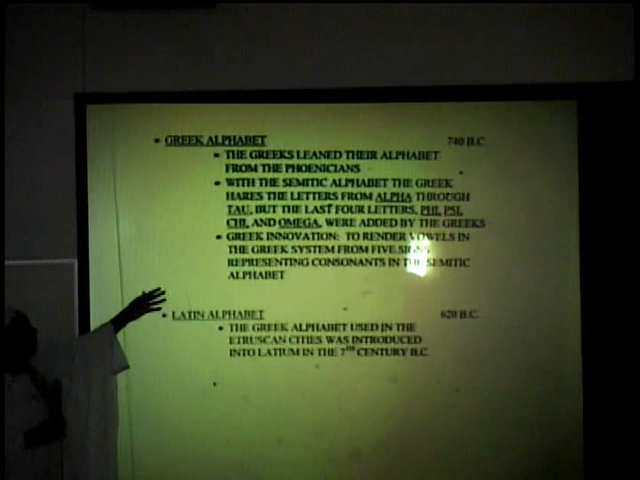 • GREEK ALPHABET 740 B.C
• THE GREEKS LEANED THEIR ALPHABET
FROM THE PHOENICIANS
• WITH THE SEMITIC ALPHABET THE GREEK
HARES THE LETTERS FROM ALPHA THROUGH
TAU, BUT THE LAST FOUR LETTERS, PHI, PSI,
CHI, AND OMEGA, WERE ADDED BY THE GREEKS
• GREEK INNOVATION: TO RENDER VOWELS IN
THE GREEK SYSTEM FROM FIVE SIGNS
REPRESENTING CONSONANTS IN THE SEMITIC
ALPHABET
• LATIN ALPHABET 620 B.C.
• THE GREEK ALPHABET USED IN THE
ETRUSCAN CITIES WAS INTRODUCED
INTO LATIUM IN THE 7TH CENTURY B.C.